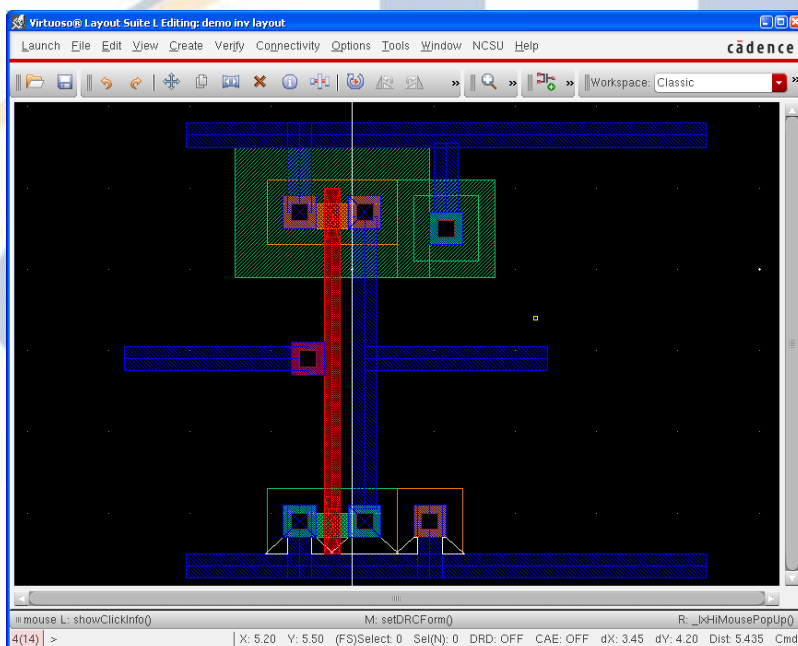 Virtuoso® Layout Suite L Editing: demo inv layout
Launch File Edit View Create Verify Connectivity Options Tools Window NCSU Help cādence
» » » Workspace: Classic »
mouse L: showClickInfo() M: setDRCForm() R: _lxHiMousePopUp()
4(14) > X: 5.20 Y: 5.50 (FS)Select: 0 Sel(N): 0 DRD: OFF CAE: OFF dX: 3.45 dY: 4.20 Dist: 5.435 Cmd